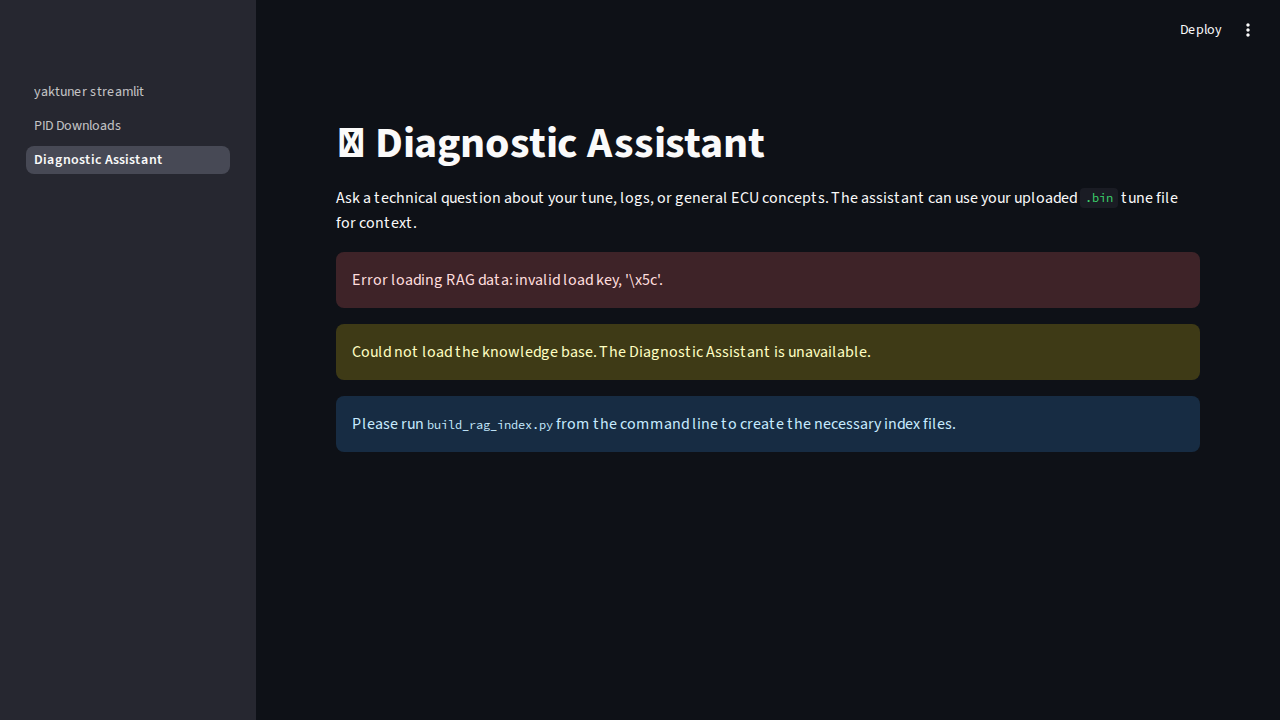 Deploy
yaktuner streamlit
PID Downloads
Diagnostic Assistant
Diagnostic Assistant
Ask a technical question about your tune, logs, or general ECU concepts. The assistant can use your uploaded .bin tune file
for context.
Error loading RAG data: invalid load key, '\x5c'.
Could not load the knowledge base. The Diagnostic Assistant is unavailable.
Please run build_rag_index.py from the command line to create the necessary index files.